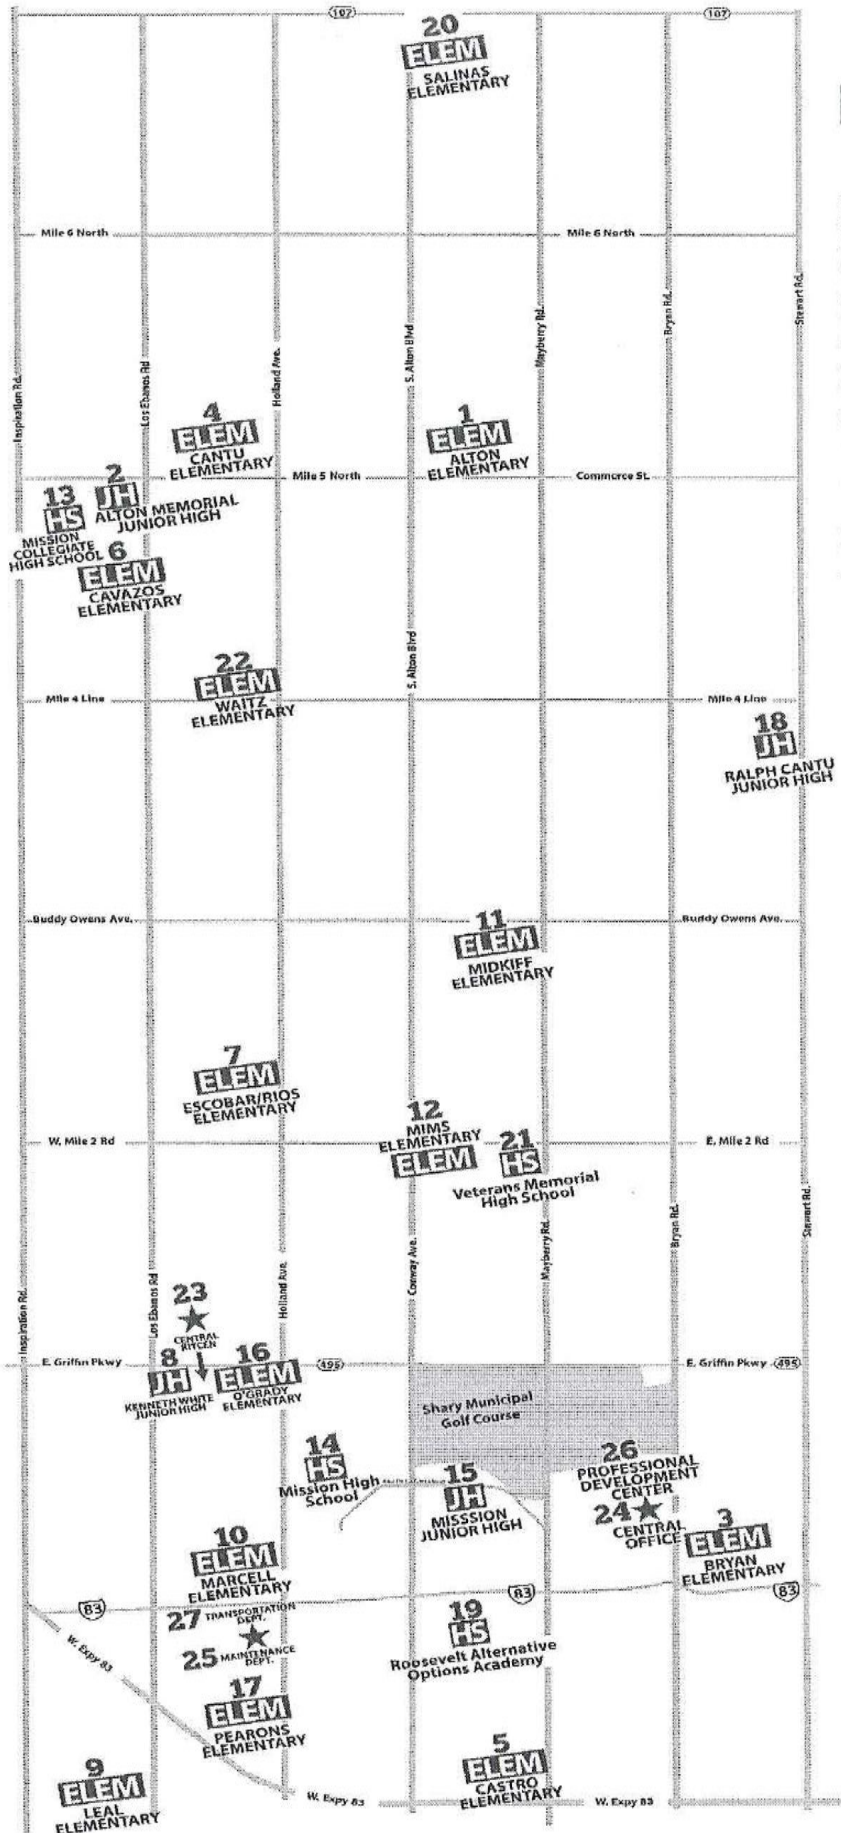 107
107
20
ELEM
SALINAS
ELEMENTARY
Mile 6 North
Mile 6 North
Inspiration Rd.
Los Ebanos Rd
Holland Ave.
S. Alton Blvd
Mayberry Rd.
Bryan Rd.
Stewart Rd.
4
ELEM
CANTU
ELEMENTARY
1
ELEM
ALTON
ELEMENTARY
Mile 5 North
Commerce St.
2
JH
ALTON MEMORIAL
JUNIOR HIGH
13
HS
MISSION
COLLEGIATE
HIGH SCHOOL
6
ELEM
CAVAZOS
ELEMENTARY
S. Alton Blvd
22
ELEM
WAITZ
ELEMENTARY
Mile 4 Line
Mile 4 Line
18
JH
RALPH CANTU
JUNIOR HIGH
Buddy Owens Ave.
Buddy Owens Ave.
11
ELEM
MIDKIFF
ELEMENTARY
7
ELEM
ESCOBAR/RIOS
ELEMENTARY
12
MIMS
ELEMENTARY
ELEM
21
HS
Veterans Memorial
High School
W. Mile 2 Rd
E. Mile 2 Rd
Inspiration Rd.
Los Ebanos Rd
Holland Ave.
Conway Ave.
Mayberry Rd.
Bryan Rd.
Stewart Rd.
23
CENTRAL
KITCEN
E. Griffin Pkwy
495
E. Griffin Pkwy
495
8
JH
KENNETH WHITE
JUNIOR HIGH
16
ELEM
O'GRADY
ELEMENTARY
Shary Municipal
Golf Course
14
HS
Mission High
School
15
JH
MISSSION
JUNIOR HIGH
26
PROFESSIONAL
DEVELOPMENT
CENTER
24
CENTRAL
OFFICE
3
ELEM
BRYAN
ELEMENTARY
10
ELEM
MARCELL
ELEMENTARY
83
83
83
27 TRANSPORTATION
DEPT.
25 MAINTENANCE
DEPT.
19
HS
Roosevelt Alternative
Options Academy
W. Expy 83
17
ELEM
PEARONS
ELEMENTARY
5
ELEM
CASTRO
ELEMENTARY
9
ELEM
LEAL
ELEMENTARY
W. Expy 83
W. Expy 83